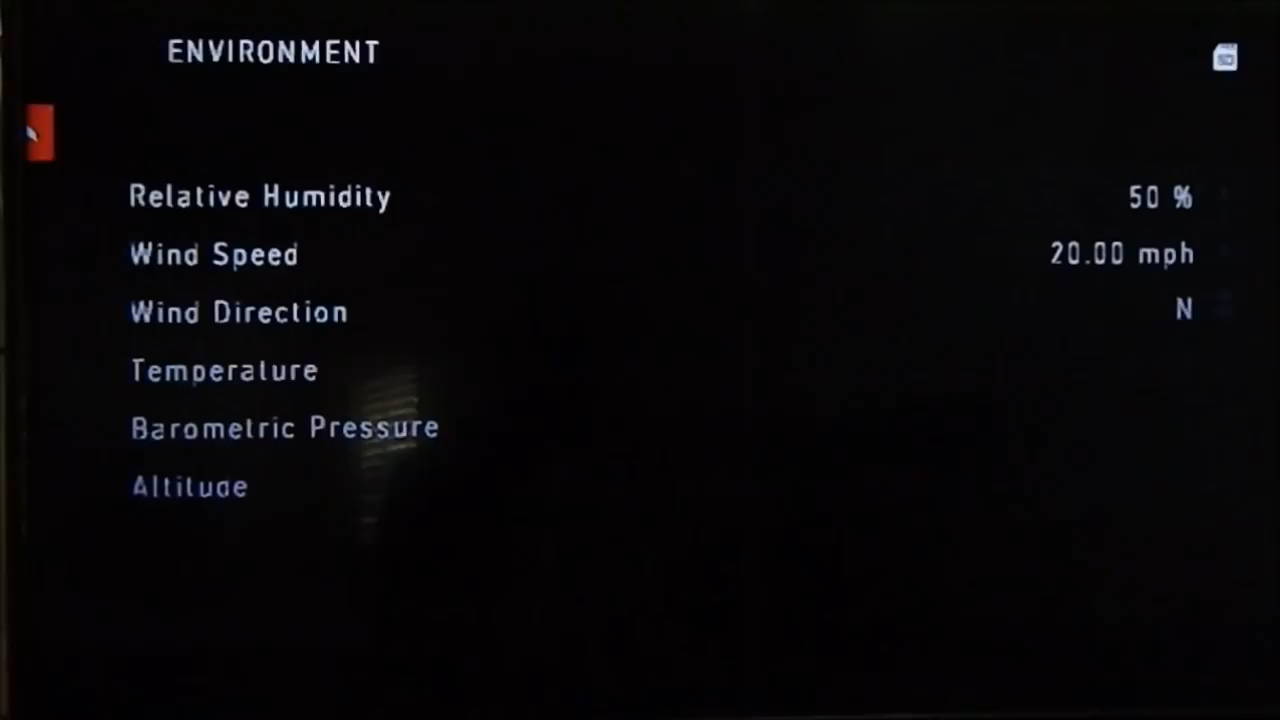 ENVIRONMENT
Relative Humidity 50 %
Wind Speed 20.00 mph
Wind Direction N
Temperature
Barometric Pressure
Altitude